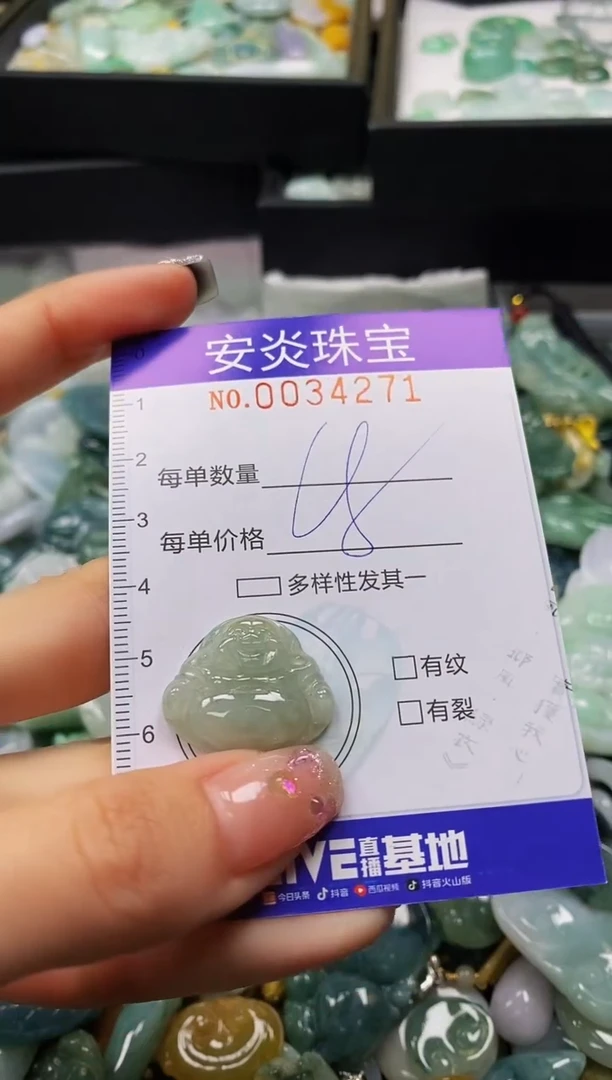 安炎珠宝
NO.0034271
0
1
2
3
4
5
6
每单数量
每单价格
多样性发其一
有纹
有裂
IVE 直播 基地
今日头条 抖音 西瓜视频 抖音火山版